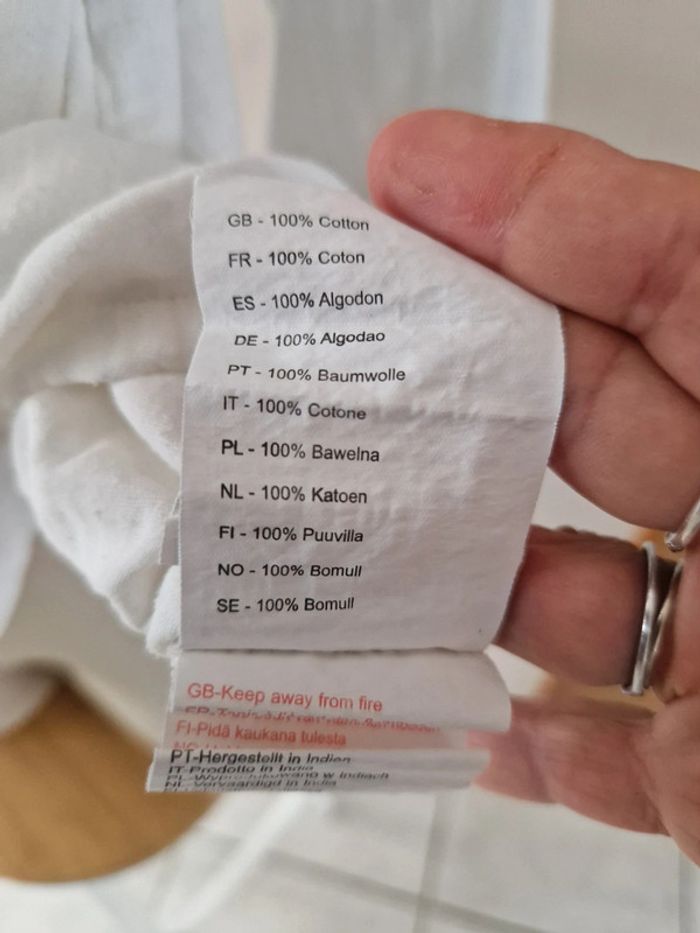 GB - 100% Cotton
FR - 100% Coton
ES - 100% Algodon
DE - 100% Algodao
PT - 100% Baumwolle
IT - 100% Cotone
PL - 100% Bawelna
NL - 100% Katoen
FI - 100% Puuvilla
NO - 100% Bomull
SE - 100% Bomull
GB-Keep away from fire
FI-Pidä kaukana tulesta
PT-Hergestellt in Indien
IT-Prodotto in India
NL-Vervaardigd in India